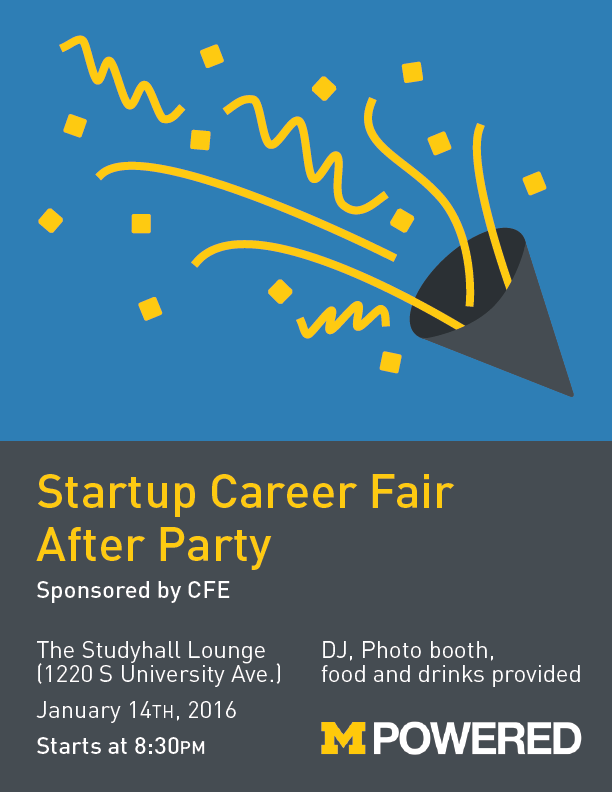 Startup Career Fair
After Party
Sponsored by CFE
The Studyhall Lounge
(1220 S University Ave.)
January 14TH, 2016
Starts at 8:30PM
DJ, Photo booth,
food and drinks provided
M POWERED